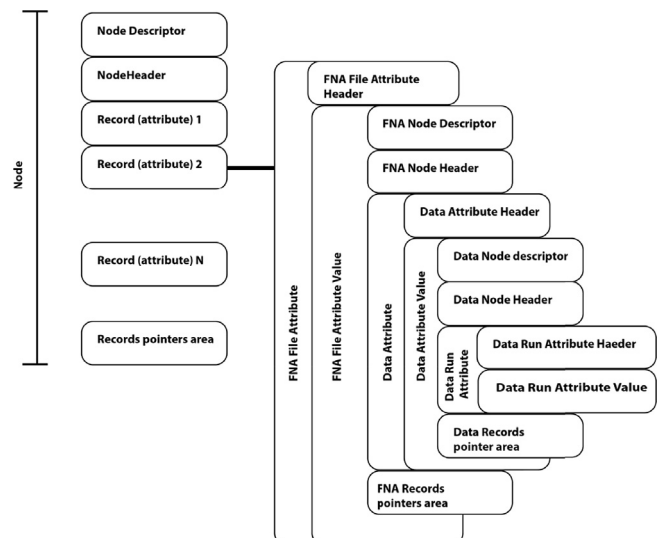 Node
Node Descriptor
NodeHeader
Record (attribute) 1
Record (attribute) 2
Record (attribute) N
Records pointers area
FNA File Attribute
FNA File Attribute
Header
FNA File Attribute Value
FNA Node Descriptor
FNA Node Header
Data Attribute
Data Attribute Header
Data Attribute Value
Data Node descriptor
Data Node Header
Data Run
Attribute
Data Run Attribute Haeder
Data Run Attribute Value
Data Records
pointer area
FNA Records
pointers area